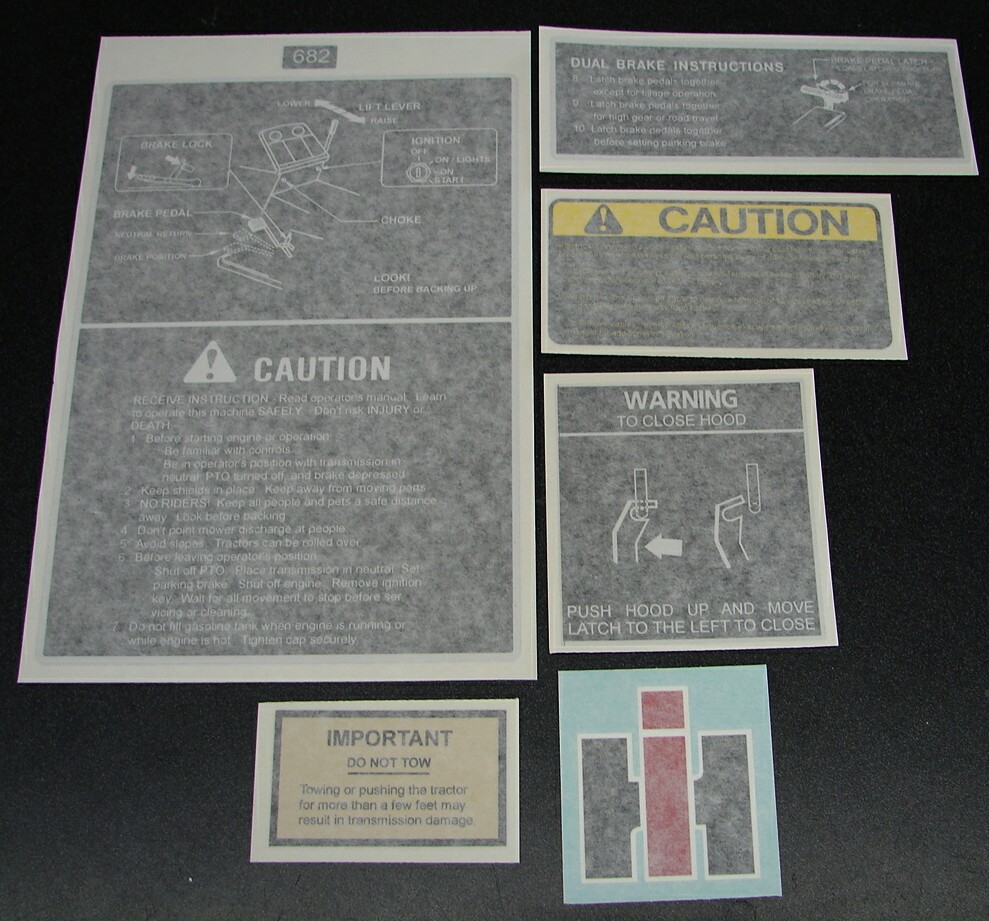 682
LOWER
LIFT LEVER
RAISE
BRAKE LOCK
IGNITION
OFF
ON / LIGHTS
ON
START
BRAKE PEDAL
NEUTRAL RETURN
BRAKE POSITION
CHOKE
LOOK!
BEFORE BACKING UP
CAUTION
RECEIVE INSTRUCTION - Read operator's manual. Learn
to operate this machine SAFELY. Don't risk INJURY or
DEATH.
1. Before starting engine or operation:
Be familiar with controls.
Be in operator's position with transmission in
neutral, PTO turned off, and brake depressed.
2. Keep shields in place. Keep away from moving parts.
3. NO RIDERS! Keep all people and pets a safe distance
away. Look before backing.
4. Don't point mower discharge at people.
5. Avoid slopes. Tractors can be rolled over.
6. Before leaving operator's position:
Shut off PTO. Place transmission in neutral. Set
parking brake. Shut off engine. Remove ignition
key. Wait for all movement to stop before ser-
vicing or cleaning.
7. Do not fill gasoline tank when engine is running or
while engine is hot. Tighten cap securely.
DUAL BRAKE INSTRUCTIONS
8. Latch brake pedals together
except for tillage operation.
9. Latch brake pedals together
for high gear or road travel.
10. Latch brake pedals together
before setting parking brake.
BRAKE PEDAL LATCH
CAUTION
WARNING
TO CLOSE HOOD
PUSH HOOD UP AND MOVE
LATCH TO THE LEFT TO CLOSE
IMPORTANT
DO NOT TOW
Towing or pushing the tractor
for more than a few feet may
result in transmission damage.